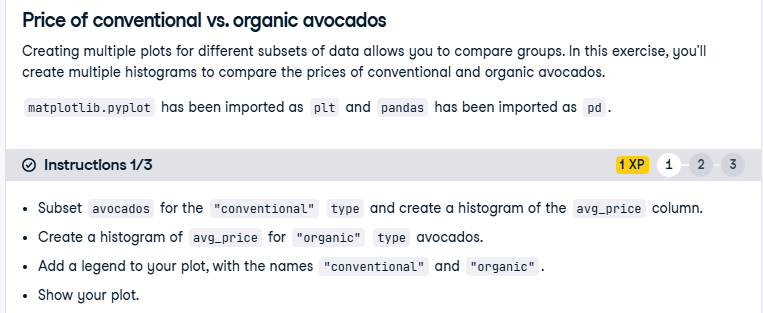 Price of conventional vs. organic avocados
Creating multiple plots for different subsets of data allows you to compare groups. In this exercise, you'll
create multiple histograms to compare the prices of conventional and organic avocados.
matplotlib.pyplot has been imported as plt and pandas has been imported as pd .
Instructions 1/3 1 XP 1 2 3
• Subset avocados for the "conventional" type and create a histogram of the avg_price column.
• Create a histogram of avg_price for "organic" type avocados.
• Add a legend to your plot, with the names "conventional" and "organic" .
• Show your plot.